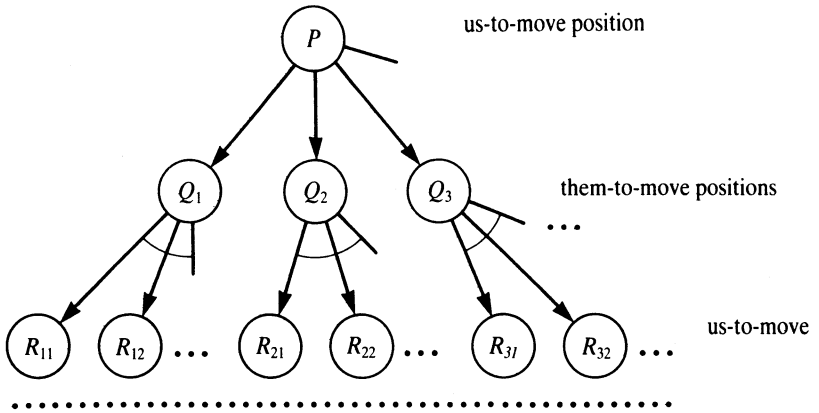 P us-to-move position
Q₁ Q₂ Q₃ them-to-move positions
...
R₁₁ R₁₂ ... R₂₁ R₂₂ ... R₃₁ R₃₂ ... us-to-move